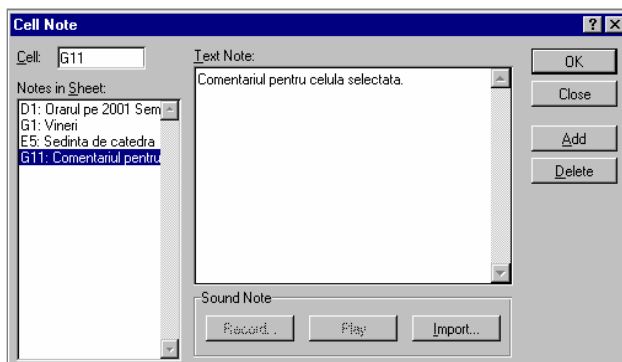 Cell Note
Cell: G11
Notes in Sheet:
D1: Orarul pe 2001 Sem
G1: Vineri
E5: Sedinta de catedra
G11: Comentariul pentru
Text Note:
Comentariul pentru celula selectata.
Sound Note
Record...
Play
Import...
OK
Close
Add
Delete